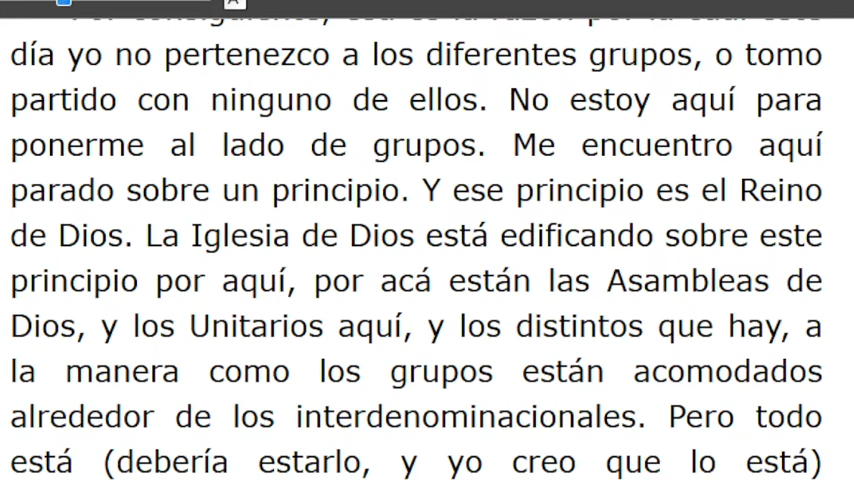 día yo no pertenezco a los diferentes grupos, o tomo
partido con ninguno de ellos. No estoy aquí para
ponerme al lado de grupos. Me encuentro aquí
parado sobre un principio. Y ese principio es el Reino
de Dios. La Iglesia de Dios está edificando sobre este
principio por aquí, por acá están las Asambleas de
Dios, y los Unitarios aquí, y los distintos que hay, a
la manera como los grupos están acomodados
alrededor de los interdenominacionales. Pero todo
está (debería estarlo, y yo creo que lo está)